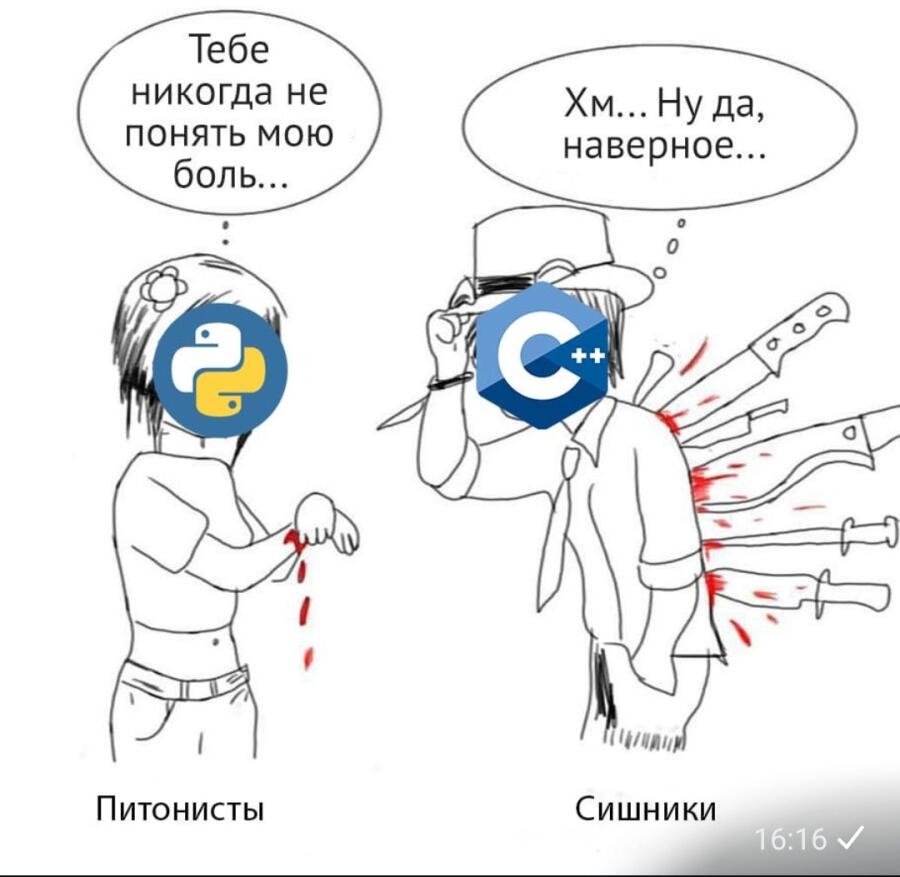 Тебе
никогда не
понять мою
боль...
Хм... Ну да,
наверное...
C++
Питонисты
Сишники
16:16